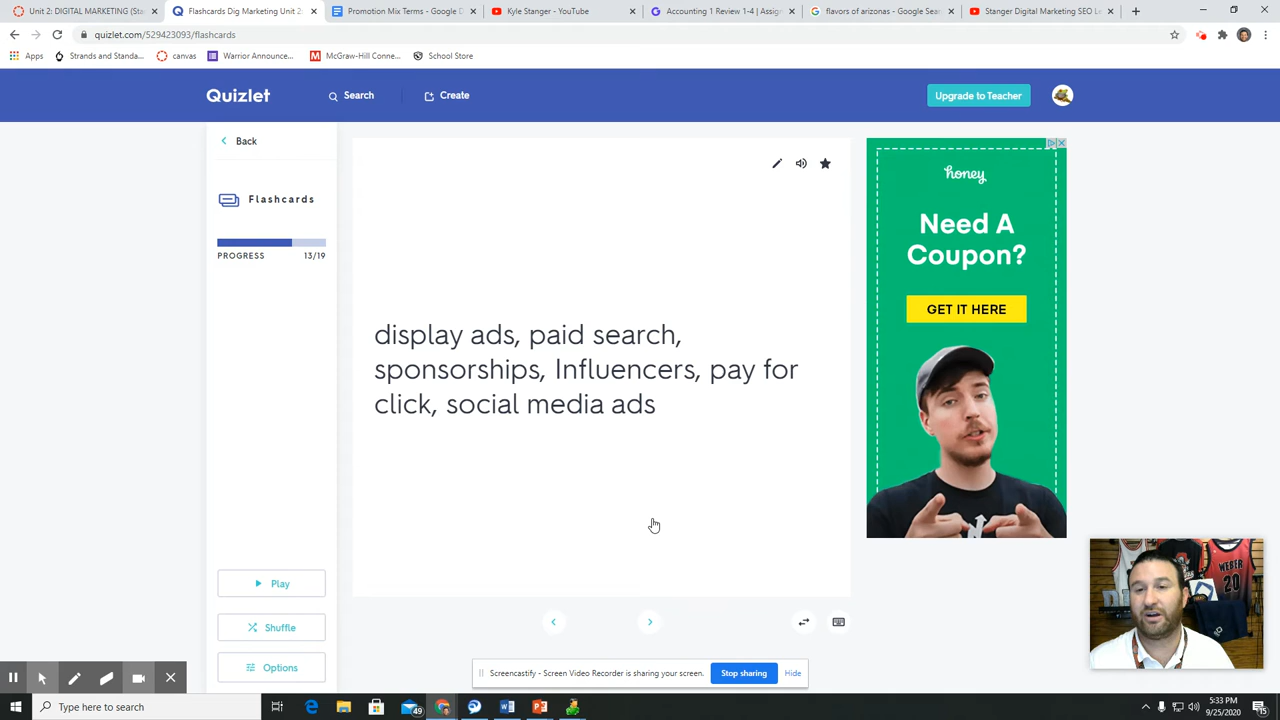 Unit 2: DIGITAL MARKETING (Sta
Flashcards Dig Marketing Unit 2:
Promotion Mix Terms - Google D
Kyle Stanger - YouTube
Accounting 1 Review 1-4 | Assig
flavors of arizonas - Google Sea
Stanger Digital Marketing SEO Le
quizlet.com/529423093/flashcards
Apps
Strands and Standa...
canvas
Warrior Announce...
McGraw-Hill Conne...
School Store
Quizlet
Search
Create
Upgrade to Teacher
Back
Flashcards
PROGRESS 13/19
display ads, paid search,
sponsorships, Influencers, pay for
click, social media ads
honey
Need A
Coupon?
GET IT HERE
WEBER
20
Play
Shuffle
Options
Screencastify - Screen Video Recorder is sharing your screen.
Stop sharing
Hide
Type here to search
49
5:33 PM
9/25/2020
15